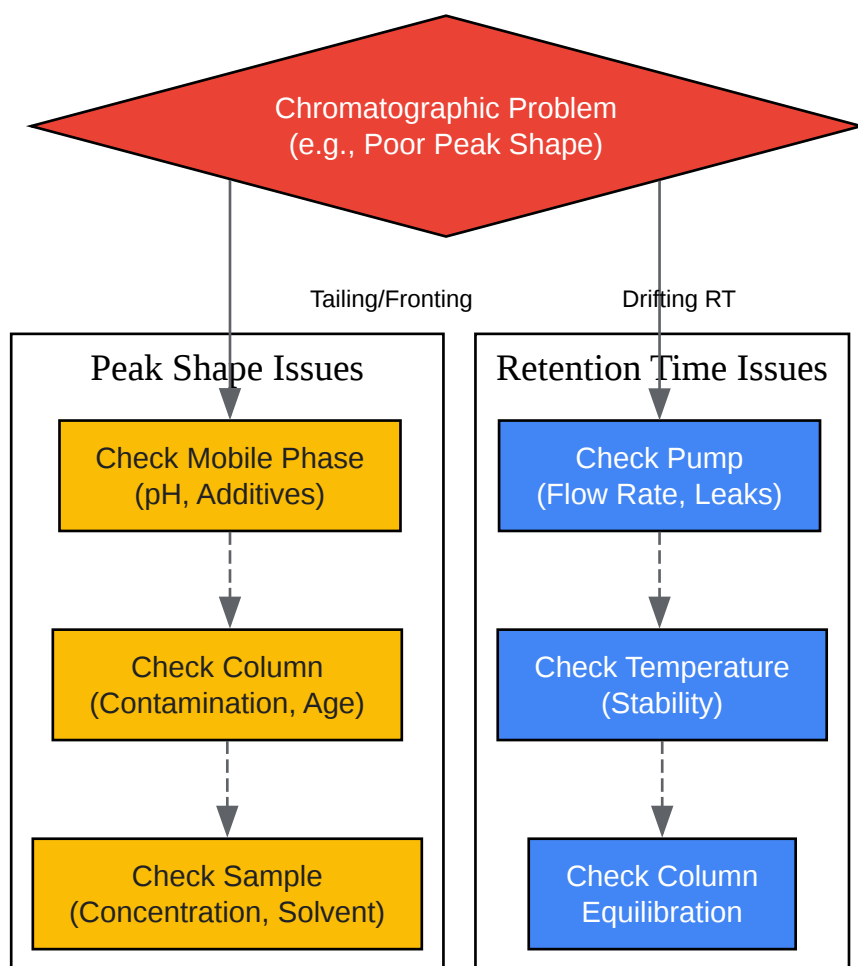 Chromatographic Problem
(e.g., Poor Peak Shape)
Tailing/Fronting
Drifting RT
Peak Shape Issues
Check Mobile Phase
(pH, Additives)
Check Column
(Contamination, Age)
Check Sample
(Concentration, Solvent)
Retention Time Issues
Check Pump
(Flow Rate, Leaks)
Check Temperature
(Stability)
Check Column
Equilibration